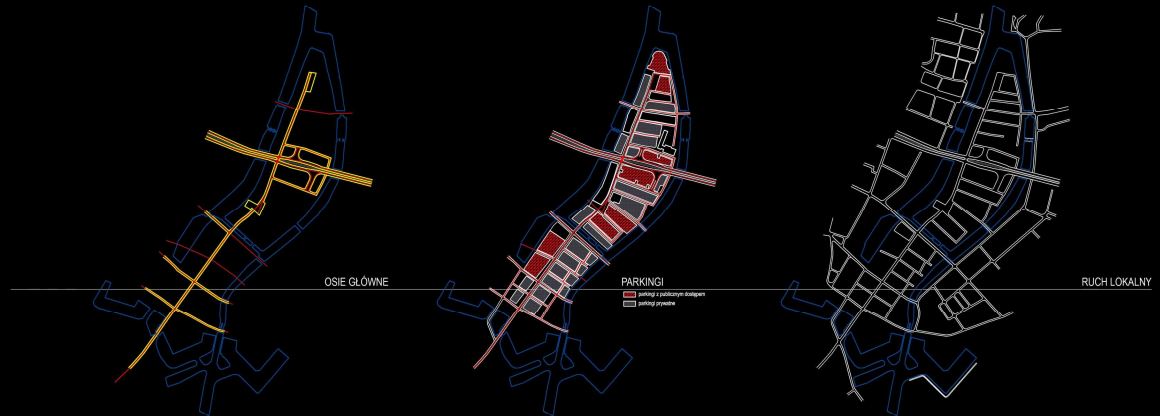 OSIE GŁÓWNE
PARKINGI
parkingi z publicznym dostępem
parkingi prywatne
RUCH LOKALNY